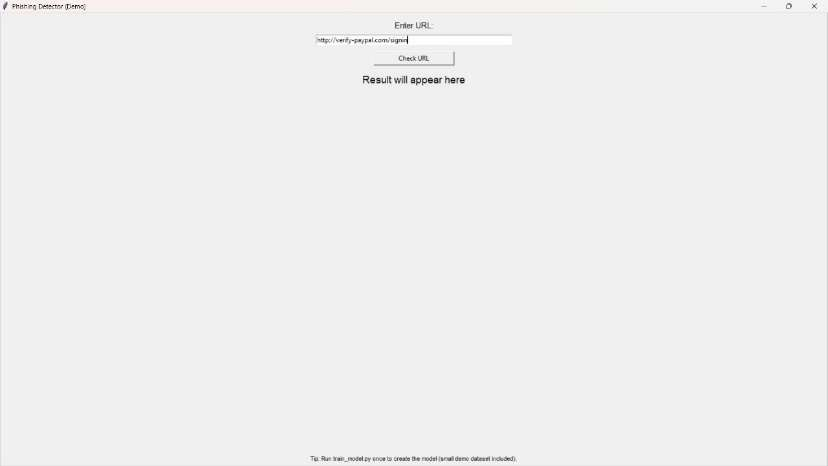 Phishing Detector (Demo)
Enter URL:
http://verify-paypal.com/signin
Check URL
Result will appear here
Tip: Run train_model.py once to create the model (small demo dataset included).